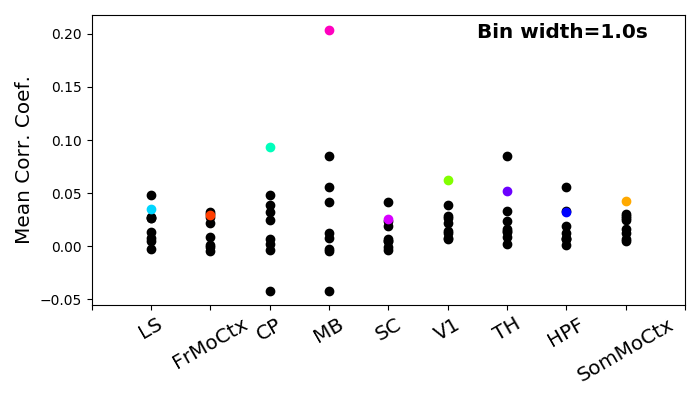 Bin width=1.0s
Mean Corr. Coef.
0.20
0.15
0.10
0.05
0.00
−0.05
LS
FrMoCtx
CP
MB
SC
V1
TH
HPF
SomMoCtx